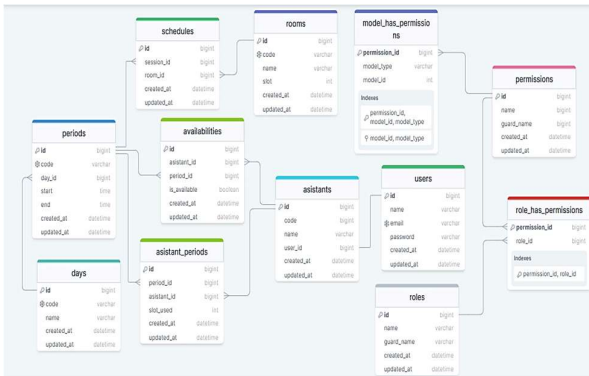 schedules
id bigint
session_id bigint
room_id bigint
created_at datetime
updated_at datetime
rooms
id bigint
code varchar
name varchar
slot bigint
created_at datetime
updated_at datetime
model_has_permissio
ns
permission_id bigint
model_type varchar
model_id int
Indexes
permission_id,
model_id, model_type
model_id, model_type
permissions
id bigint
name bigint
guard_name bigint
created_at datetime
updated_at datetime
periods
id bigint
code varchar
day_id bigint
start time
end time
created_at datetime
updated_at datetime
availabilities
id bigint
asistant_id bigint
period_id bigint
is_available boolean
created_at datetime
updated_at datetime
asistants
id bigint
code bigint
name varchar
user_id bigint
created_at datetime
updated_at datetime
users
id bigint
name varchar
email varchar
password varchar
created_at datetime
updated_at datetime
role_has_permissions
permission_id bigint
role_id bigint
Indexes
permission_id, role_id
days
id bigint
code varchar
name varchar
created_at datetime
updated_at datetime
asistant_periods
id bigint
period_id bigint
asistant_id bigint
slot_used int
created_at datetime
updated_at datetime
roles
id bigint
name varchar
guard_name varchar
created_at datetime
updated_at datetime